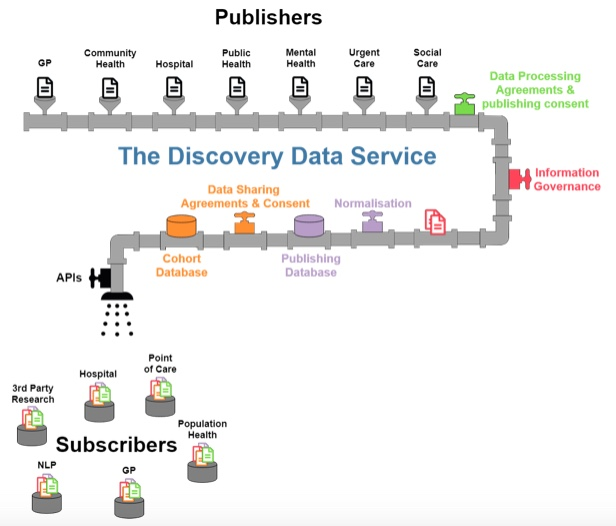 Publishers
GP
Community
Health
Hospital
Public
Health
Mental
Health
Urgent
Care
Social
Care
Data Processing
Agreements &
publishing consent
The Discovery Data Service
Information
Governance
Data Sharing
Agreements & Consent
Normalisation
Cohort
Database
Publishing
Database
APIs
Point
of Care
Hospital
3rd Party
Research
Population
Health
Subscribers
NLP
GP